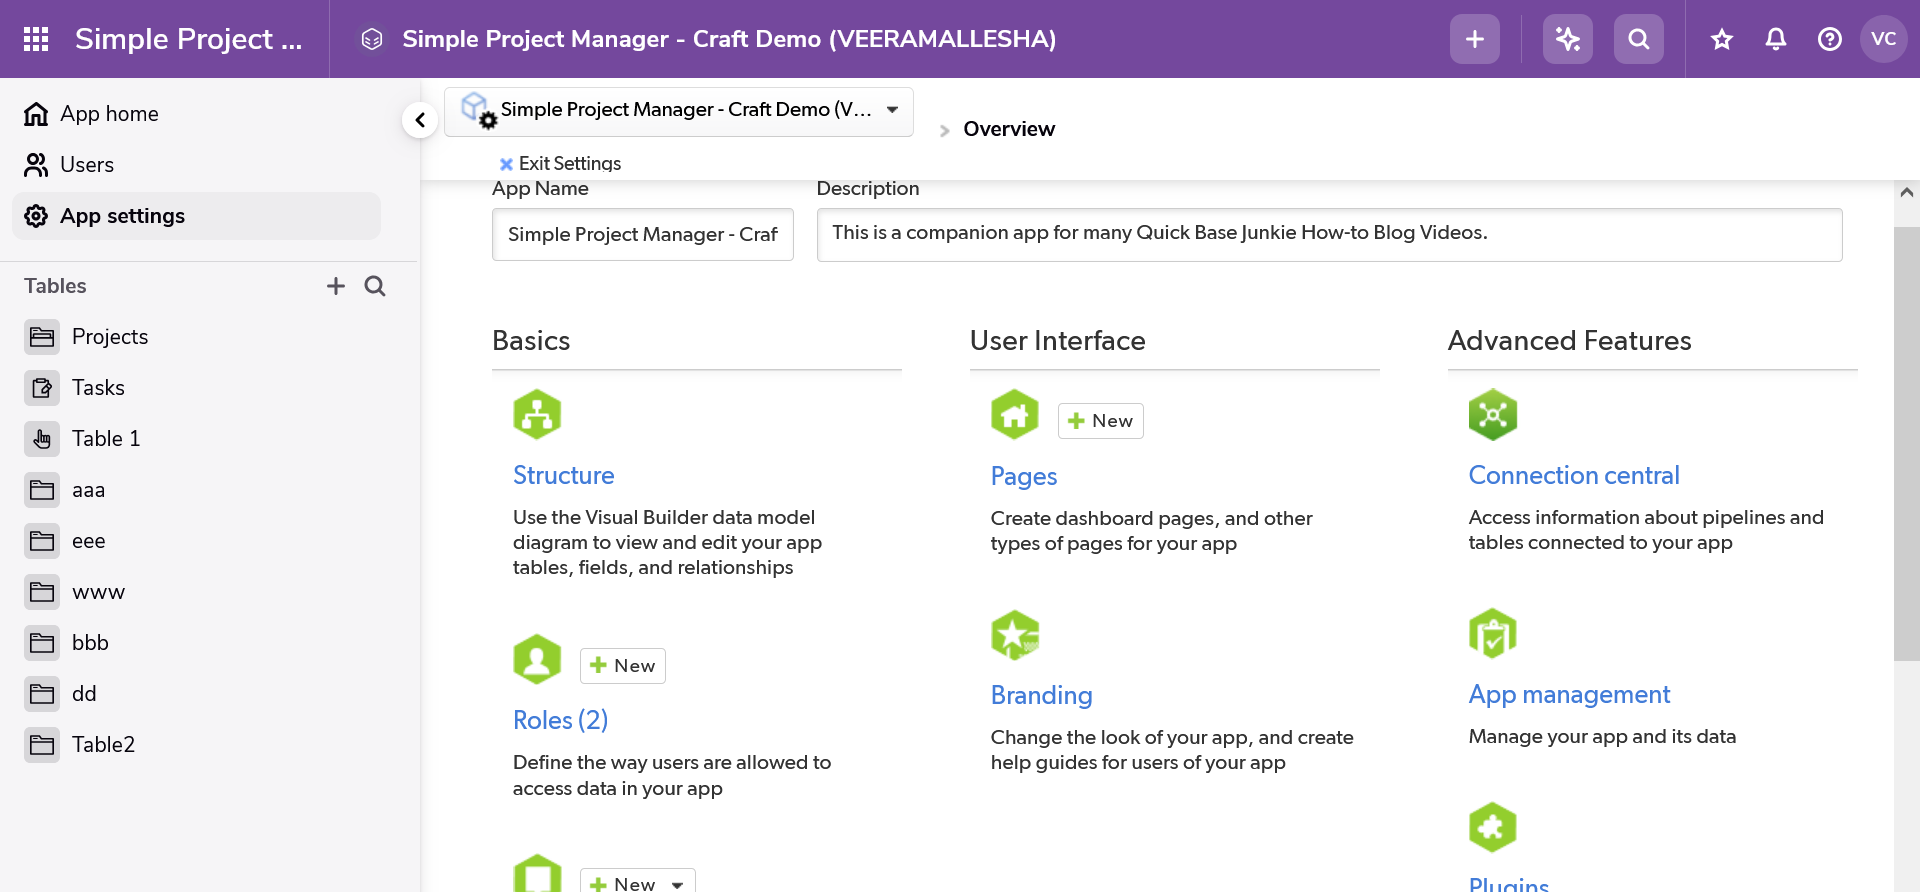 Simple Project ...
Simple Project Manager - Craft Demo (VEERAMALLESHA)
VC
App home
Users
App settings
Tables
Projects
Tasks
Table 1
aaa
eee
www
bbb
dd
Table2
Simple Project Manager - Craft Demo (V...
Overview
Exit Settings
App Name
Description
Simple Project Manager - Craf
This is a companion app for many Quick Base Junkie How-to Blog Videos.
Basics
Structure
Use the Visual Builder data model
diagram to view and edit your app
tables, fields, and relationships
New
Roles (2)
Define the way users are allowed to
access data in your app
New
User Interface
New
Pages
Create dashboard pages, and other
types of pages for your app
Branding
Change the look of your app, and create
help guides for users of your app
Advanced Features
Connection central
Access information about pipelines and
tables connected to your app
App management
Manage your app and its data
Plugins